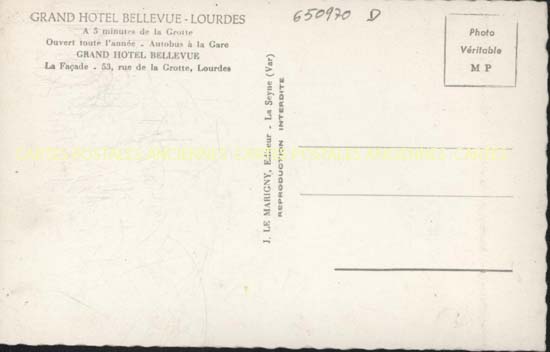 GRAND HOTEL BELLEVUE - LOURDES
A 5 minutes de la Grotte
Ouvert toute l'année - Autobus à la Gare
GRAND HOTEL BELLEVUE
La Façade - 53, rue de la Grotte, Lourdes
650970 D
Photo
Véritable
M P
J. LE MARIGNY, Editeur - La Seyne (Var)
REPRODUCTION INTERDITE